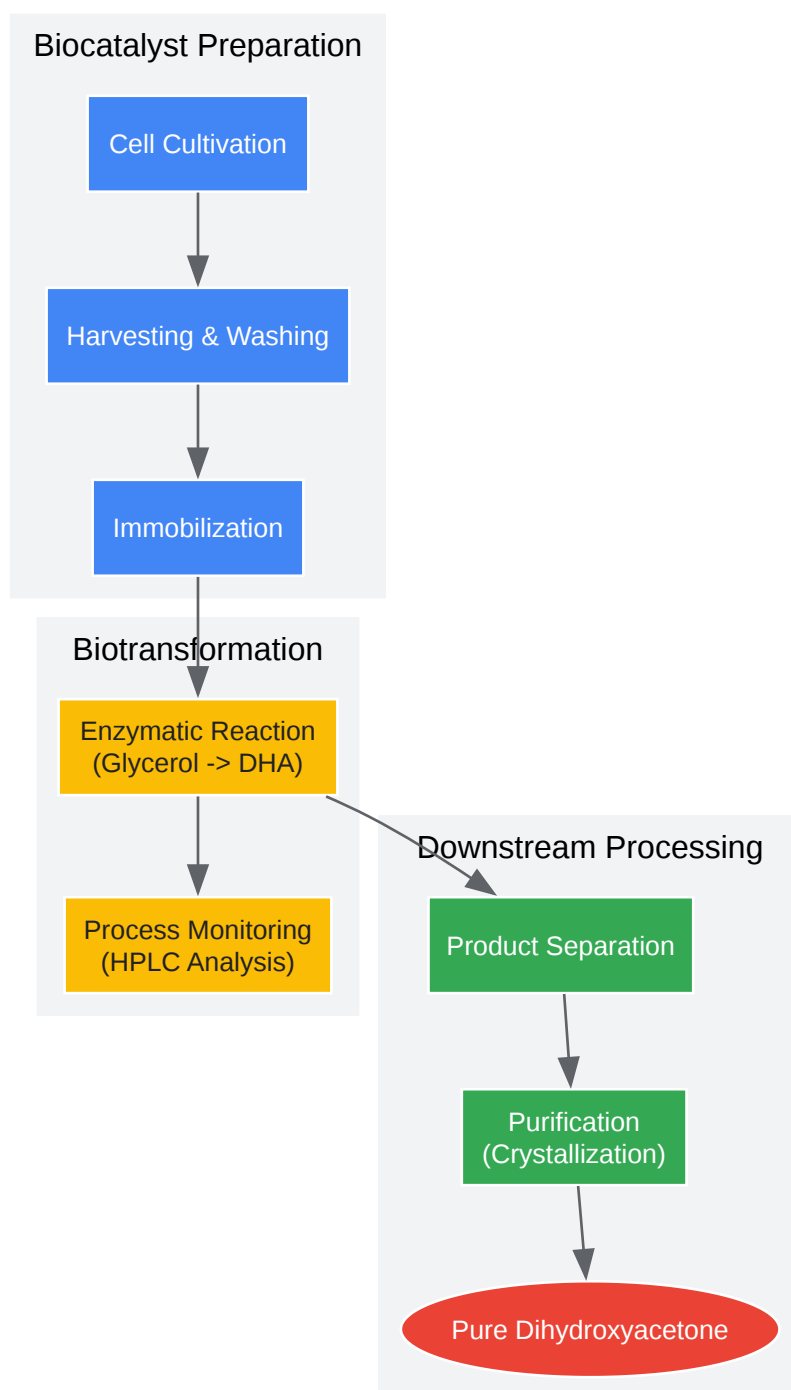 Biocatalyst Preparation
Cell Cultivation
Harvesting & Washing
Immobilization
Biotransformation
Enzymatic Reaction
(Glycerol -> DHA)
Process Monitoring
(HPLC Analysis)
Downstream Processing
Product Separation
Purification
(Crystallization)
Pure Dihydroxyacetone